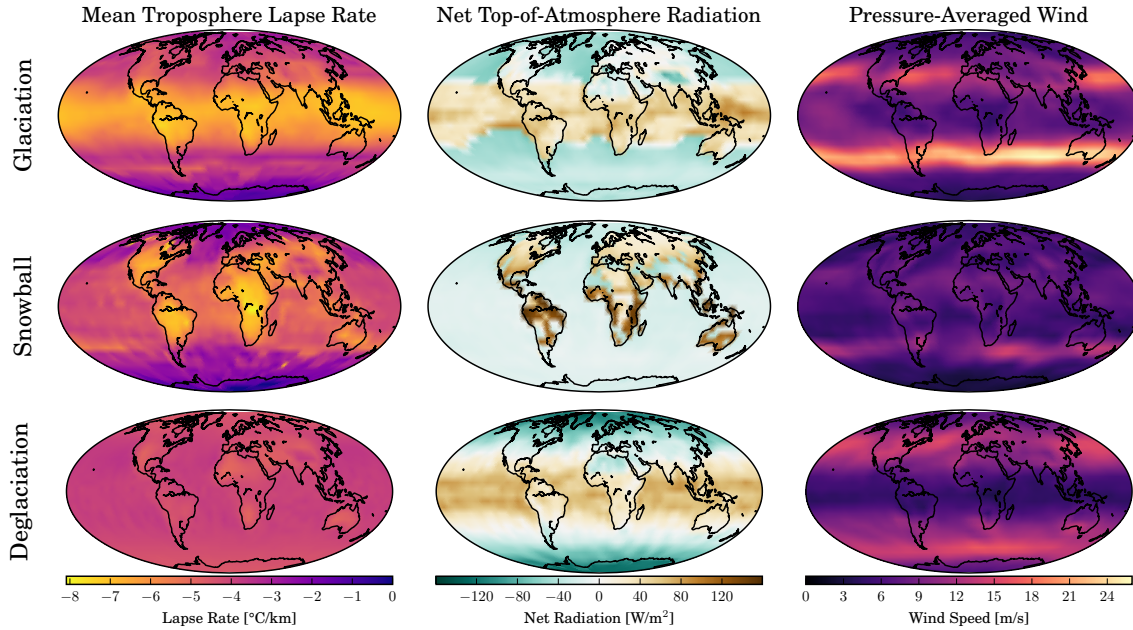 Mean Troposphere Lapse Rate Net Top-of-Atmosphere Radiation Pressure-Averaged Wind
Glaciation
Snowball
Deglaciation
−8 −7 −6 −5 −4 −3 −2 −1 0
Lapse Rate [°C/km]
−120 −80 −40 0 40 80 120
Net Radiation [W/m²]
0 3 6 9 12 15 18 21 24
Wind Speed [m/s]